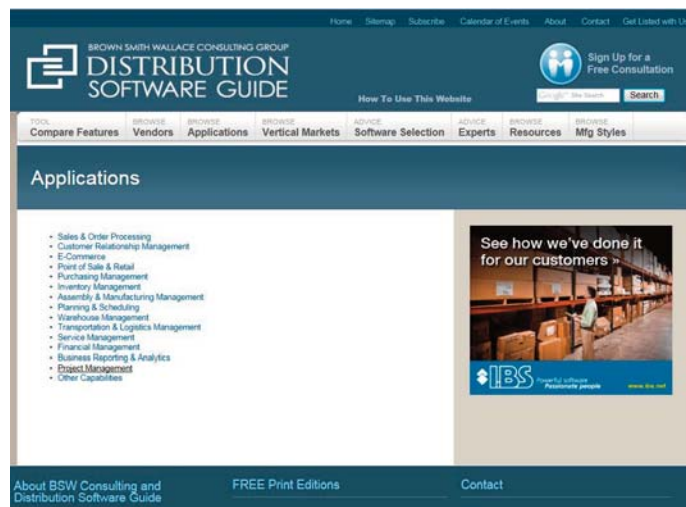 Home Sitemap Subscribe Calendar of Events About Contact Get Listed with
BROWN SMITH WALLACE CONSULTING GROUP
DISTRIBUTION
SOFTWARE GUIDE
How To Use This Website
Sign Up for a
Free Consultation
Google Site Search Search
TOOL BROWSE BROWSE BROWSE ADVICE ADVICE BROWSE BROWSE
Compare Features Vendors Applications Vertical Markets Software Selection Experts Resources Mfg Styles
Applications
• Sales & Order Processing
• Customer Relationship Management
• E-Commerce
• Point of Sale & Retail
• Purchasing Management
• Inventory Management
• Assembly & Manufacturing Management
• Planning & Scheduling
• Warehouse Management
• Transportation & Logistics Management
• Service Management
• Financial Management
• Business Reporting & Analytics
• Project Management
• Other Capabilities
See how we've done it
for our customers »
IBS Powerful software
Passionate people
www.ibs.net
About BSW Consulting and
Distribution Software Guide
FREE Print Editions
Contact